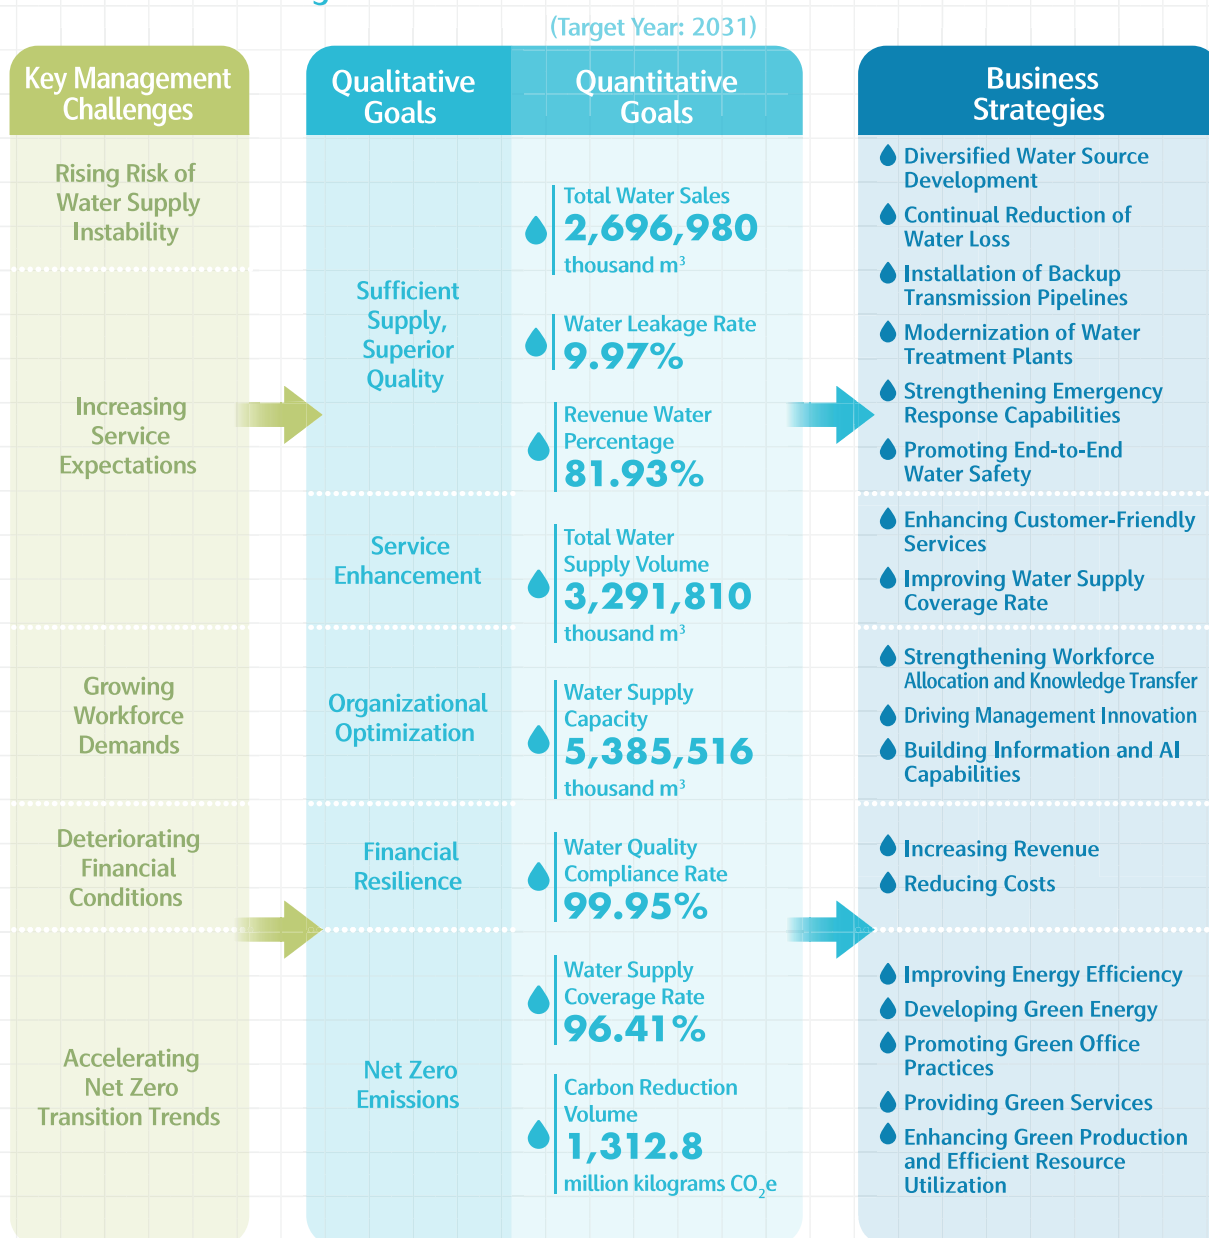 (Target Year: 2031)
Key Management
Challenges
Rising Risk of
Water Supply
Instability
Increasing
Service
Expectations
Growing
Workforce
Demands
Deteriorating
Financial
Conditions
Accelerating
Net Zero
Transition Trends
Qualitative
Goals
Sufficient
Supply,
Superior
Quality
Service
Enhancement
Organizational
Optimization
Financial
Resilience
Net Zero
Emissions
Quantitative
Goals
Total Water Sales
2,696,980
thousand m³
Water Leakage Rate
9.97%
Revenue Water
Percentage
81.93%
Total Water
Supply Volume
3,291,810
thousand m³
Water Supply
Capacity
5,385,516
thousand m³
Water Quality
Compliance Rate
99.95%
Water Supply
Coverage Rate
96.41%
Carbon Reduction
Volume
1,312.8
million kilograms CO₂e
Business
Strategies
Diversified Water Source
Development
Continual Reduction of
Water Loss
Installation of Backup
Transmission Pipelines
Modernization of Water
Treatment Plants
Strengthening Emergency
Response Capabilities
Promoting End-to-End
Water Safety
Enhancing Customer-Friendly
Services
Improving Water Supply
Coverage Rate
Strengthening Workforce
Allocation and Knowledge Transfer
Driving Management Innovation
Building Information and AI
Capabilities
Increasing Revenue
Reducing Costs
Improving Energy Efficiency
Developing Green Energy
Promoting Green Office
Practices
Providing Green Services
Enhancing Green Production
and Efficient Resource
Utilization